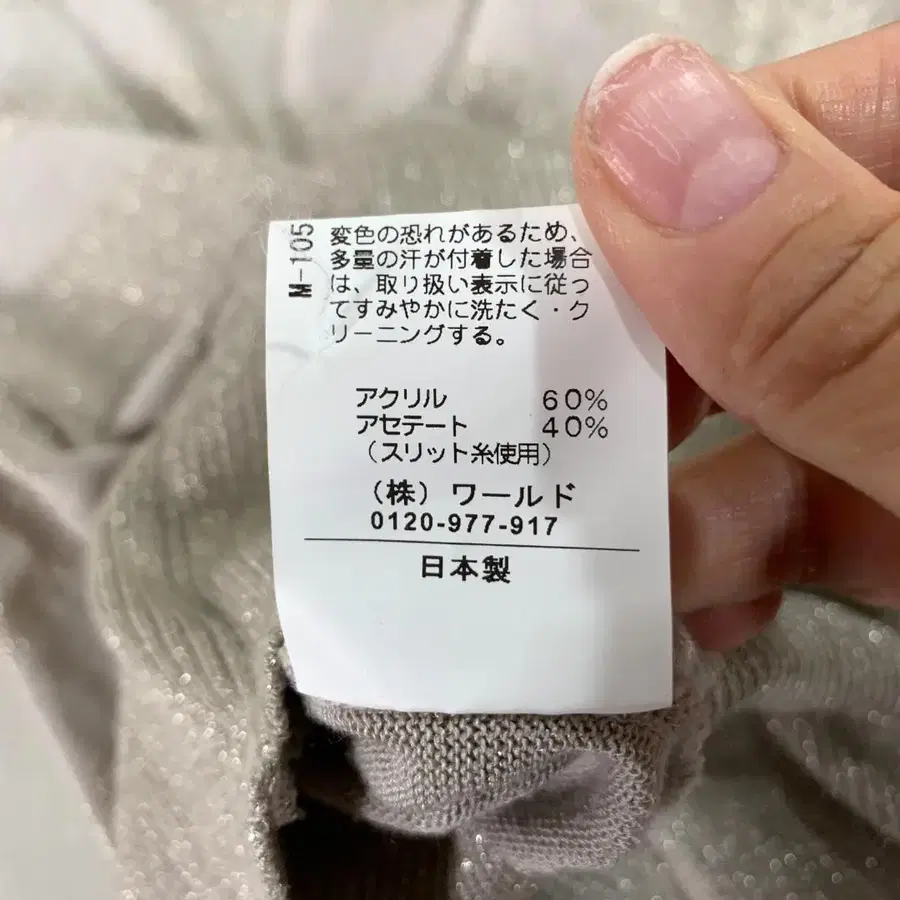 M-105
変色の恐れがあるため、
多量の汗が付着した場合
は、取り扱い表示に従っ
てすみやかに洗たく・ク
リーニングする。
アクリル 60%
アセテート 40%
(スリット糸使用)
(株) ワールド
0120-977-917
日本製